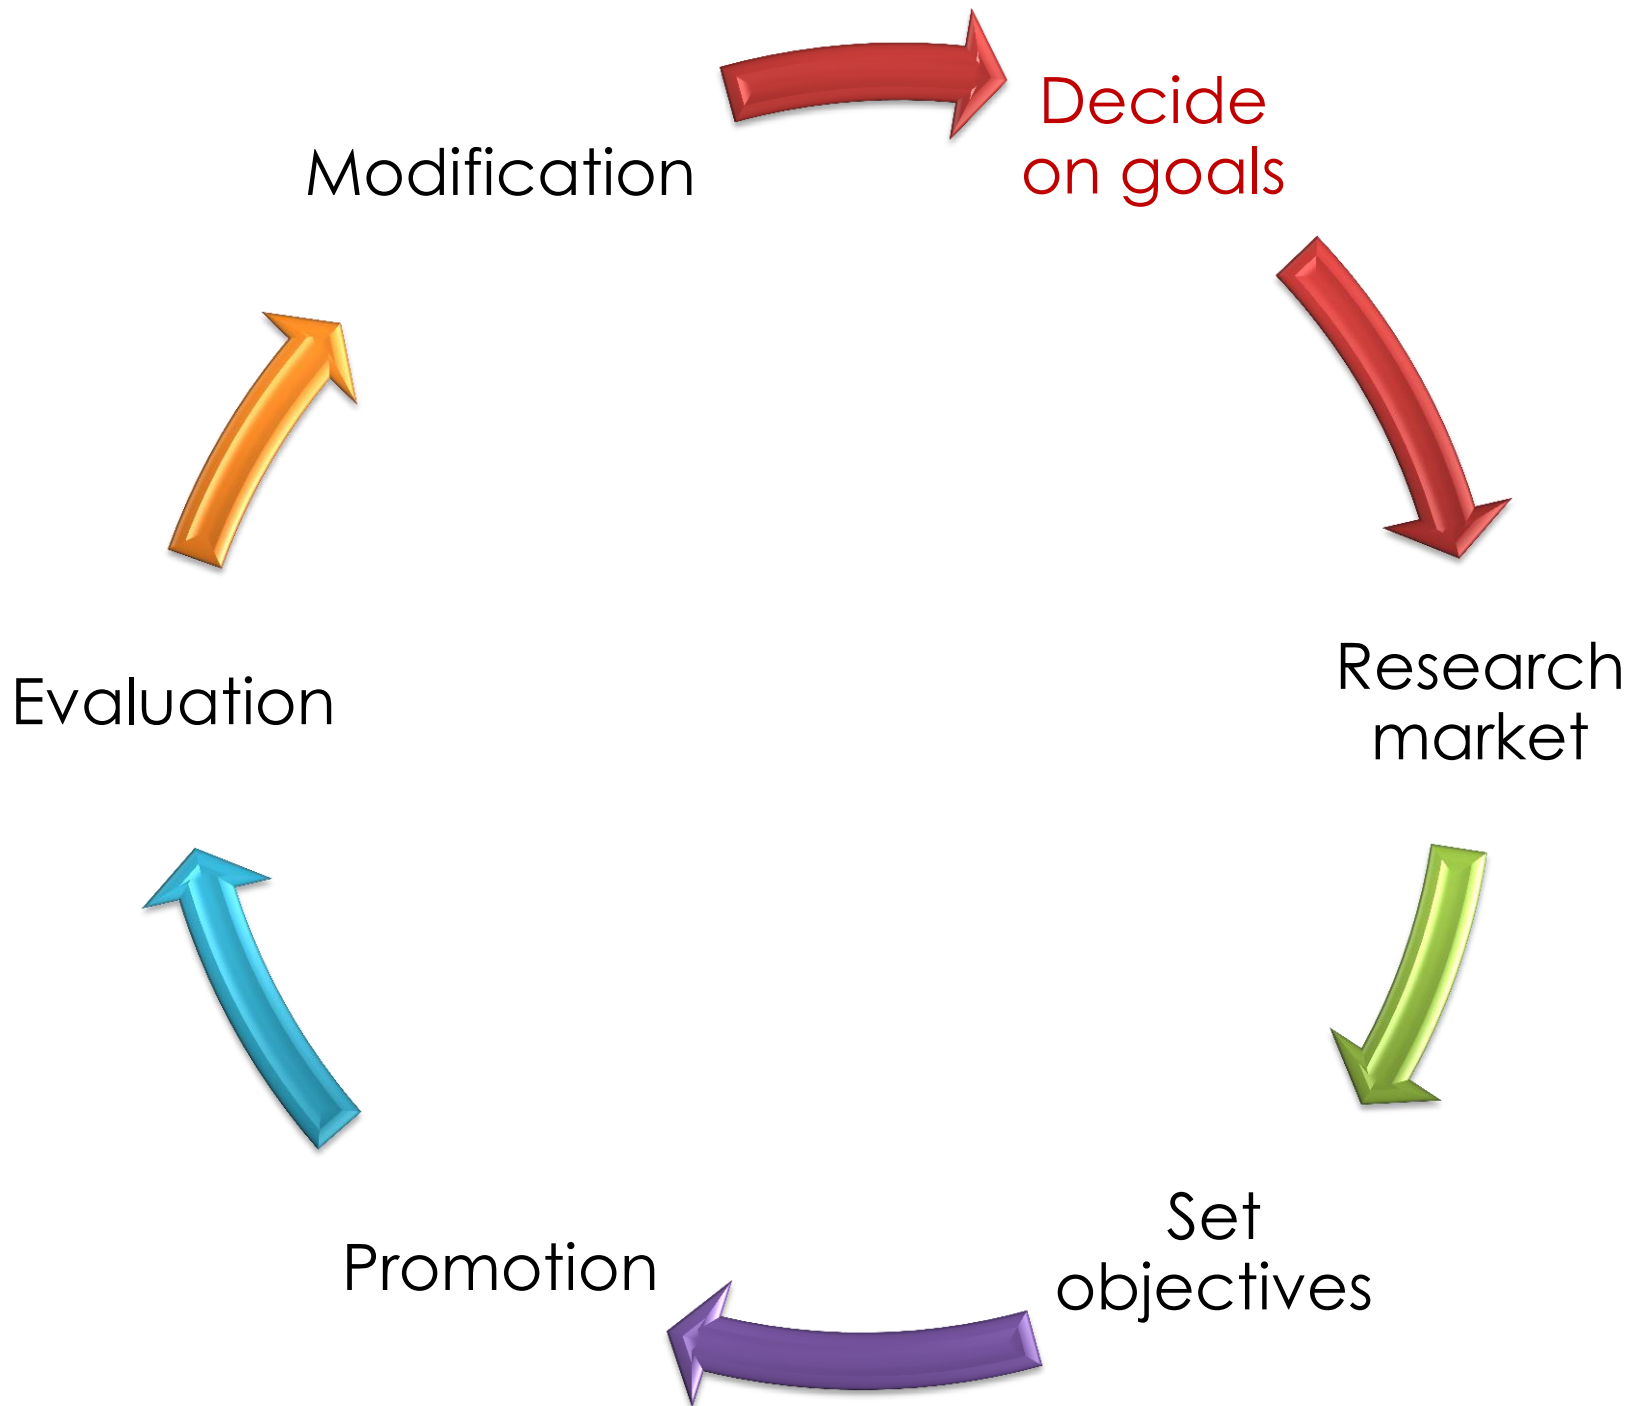 Decide
on goals
Research
market
Set
objectives
Promotion
Evaluation
Modification